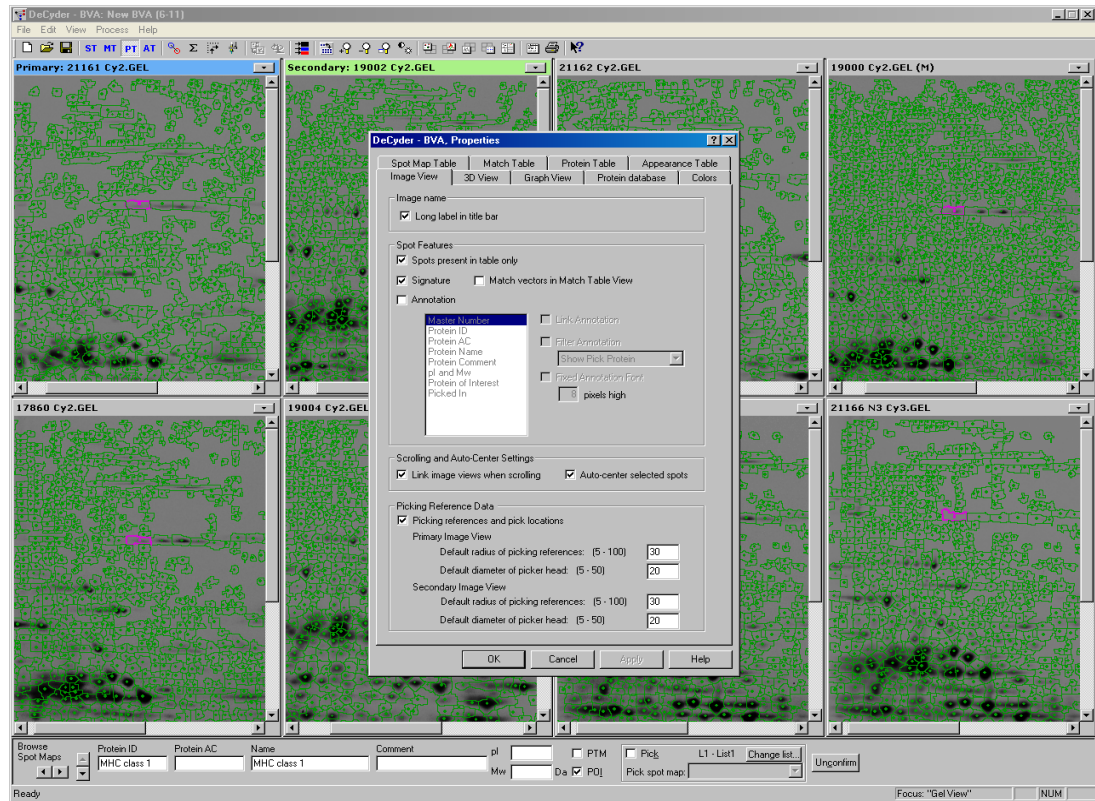 DeCyder - BVA: New BVA (6-11)
File Edit View Process Help
ST MT PT AT Σ
Primary: 21161 Cy2.GEL
Secondary: 19002 Cy2.GEL
21162 Cy2.GEL
19000 Cy2.GEL (M)
DeCyder - BVA, Properties
Spot Map Table Match Table Protein Table Appearance Table
Image View 3D View Graph View Protein database Colors
Image name
Long label in title bar
Spot Features
Spots present in table only
Signature Match vectors in Match Table View
Annotation
Master Number
Protein ID
Protein AC
Protein Name
Protein Comment
pI and Mw
Protein of Interest
Picked In
Link Annotation
Filter Annotation
Show Pick Protein
Fixed Annotation Font
8 pixels high
Scrolling and Auto-Center Settings
Link image views when scrolling Auto-center selected spots
Picking Reference Data
Picking references and pick locations
Primary Image View
Default radius of picking references: (5 - 100) 30
Default diameter of picker head: (5 - 50) 20
Secondary Image View
Default radius of picking references: (5 - 100) 30
Default diameter of picker head: (5 - 50) 20
OK Cancel Apply Help
17860 Cy2.GEL
19004 Cy2.GEL
21166 N3 Cy3.GEL
Browse
Spot Maps
Protein ID Protein AC Name Comment
MHC class 1 MHC class 1
pI PTM Pick L1 - List1 Change list...
Mw Da POI Pick spot map: Unconfirm
Ready Focus: "Gel View" NUM